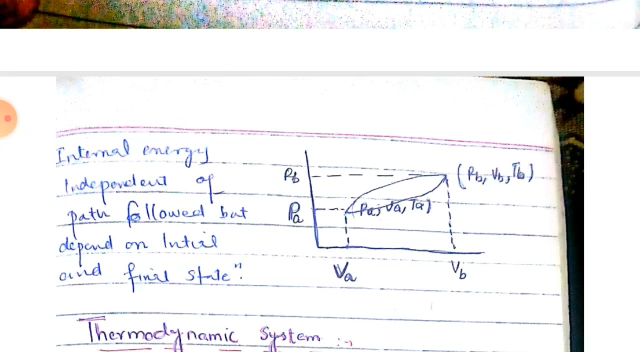 Internal energy
Independent of
path followed but
depend on Intial
and final state".
Pb
(Pb, Vb, Tb)
Pa
(Pa, Va, Ta)
Va
Vb
Thermodynamic System :-